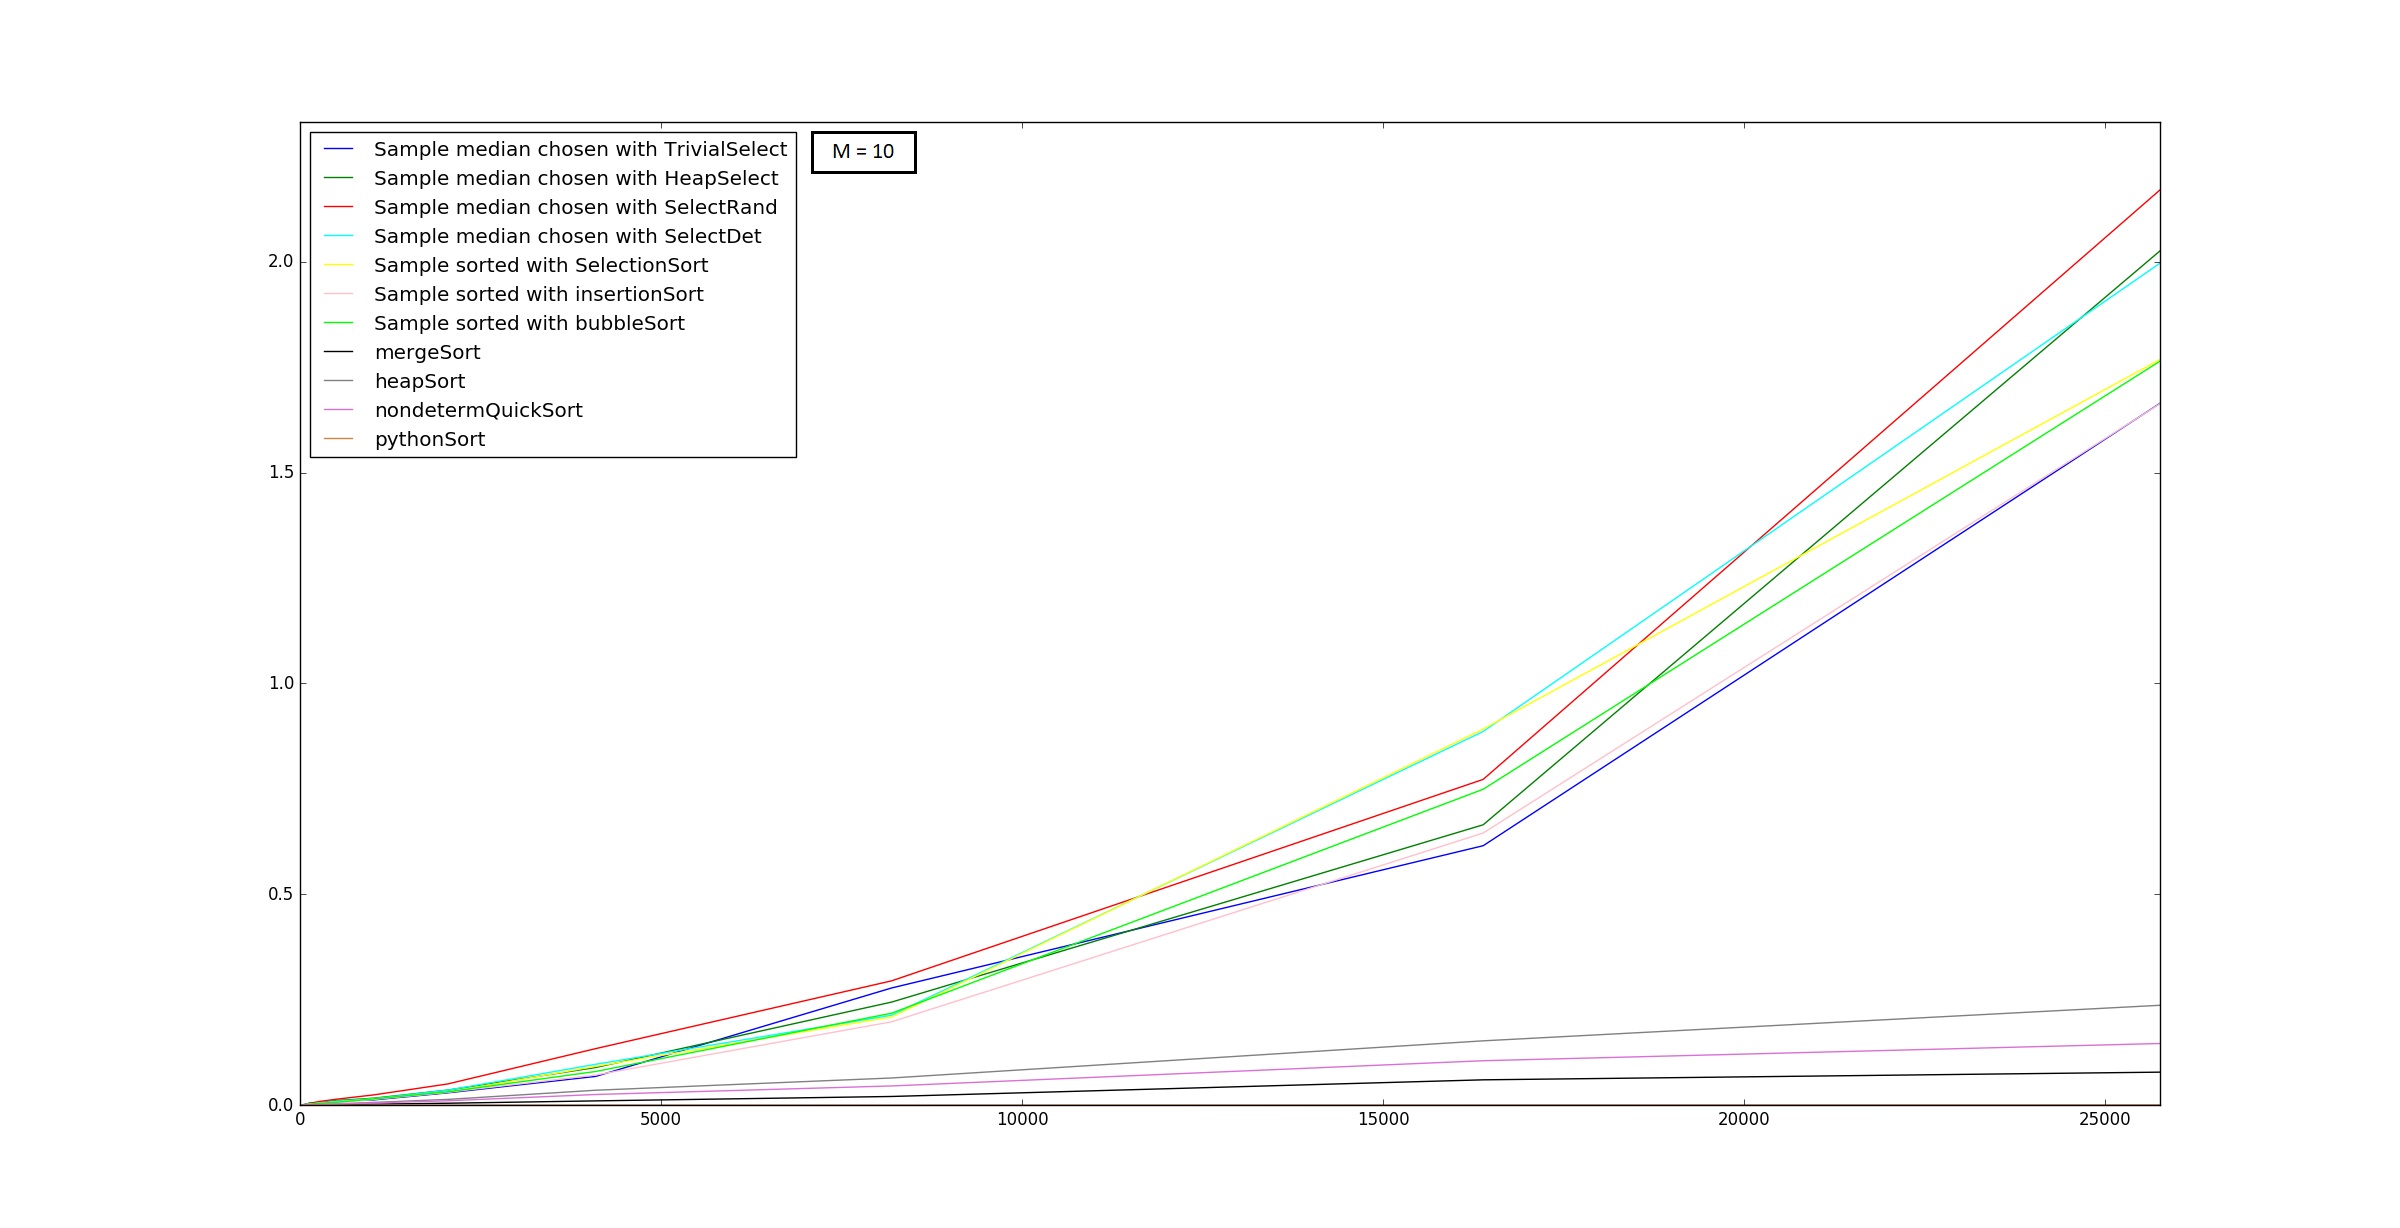 Sample median chosen with TrivialSelect
Sample median chosen with HeapSelect
Sample median chosen with SelectRand
Sample median chosen with SelectDet
Sample sorted with SelectionSort
Sample sorted with insertionSort
Sample sorted with bubbleSort
mergeSort
heapSort
nondetermQuickSort
pythonSort
M = 10
2.0
1.5
1.0
0.5
0.0
0 5000 10000 15000 20000 25000